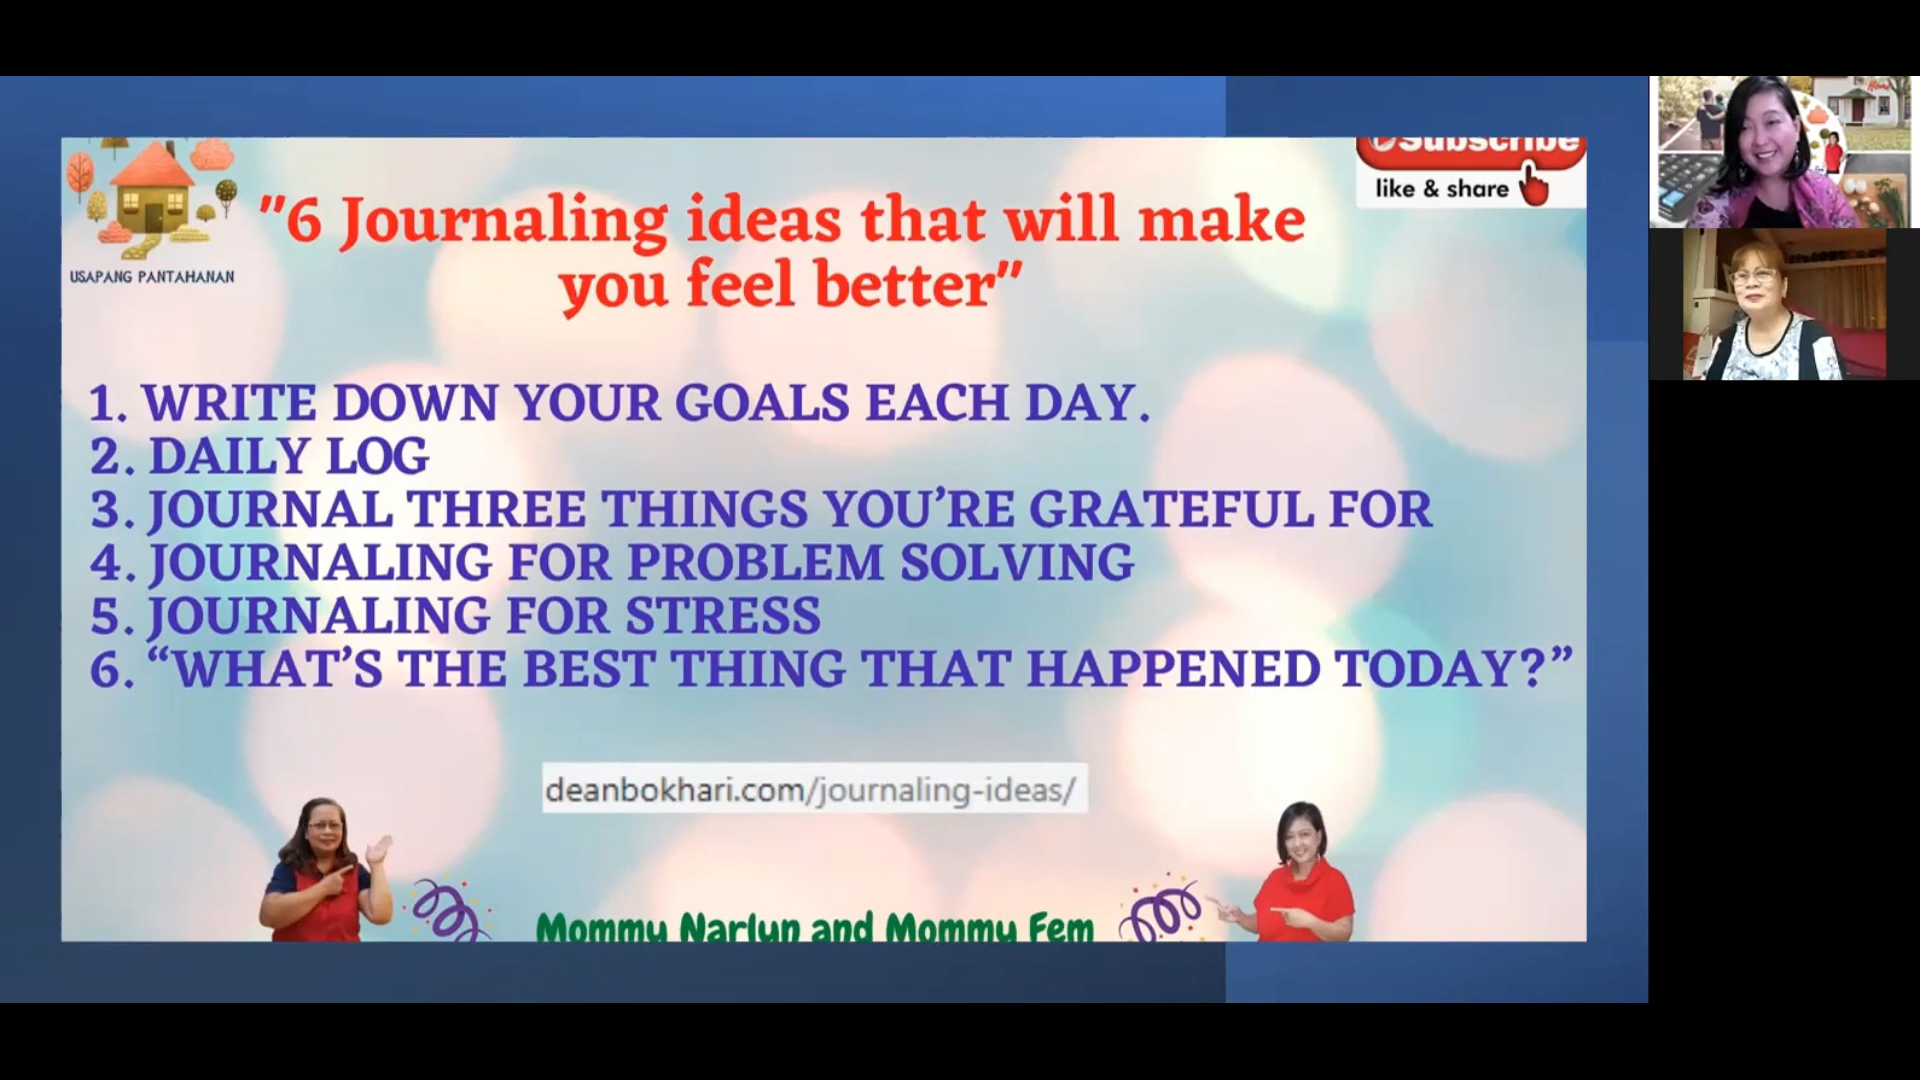 Subscribe
like & share
"6 Journaling ideas that will make
you feel better"
USAPANG PANTAHANAN
1. WRITE DOWN YOUR GOALS EACH DAY.
2. DAILY LOG
3. JOURNAL THREE THINGS YOU’RE GRATEFUL FOR
4. JOURNALING FOR PROBLEM SOLVING
5. JOURNALING FOR STRESS
6. “WHAT’S THE BEST THING THAT HAPPENED TODAY?”
deanbokhari.com/journaling-ideas/
Mommy Narlyn and Mommy Fem
Home